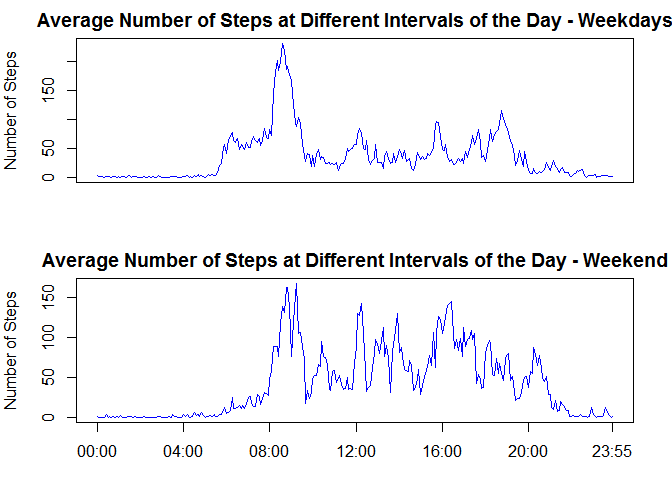 Average Number of Steps at Different Intervals of the Day - Weekdays
Number of Steps
150
50
0
Average Number of Steps at Different Intervals of the Day - Weekend
Number of Steps
150
100
50
0
00:00 04:00 08:00 12:00 16:00 20:00 23:55